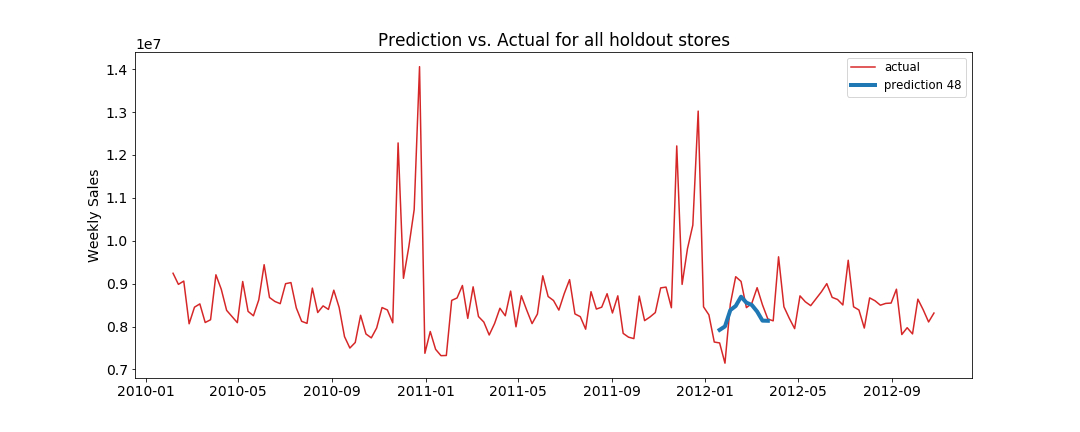 Prediction vs. Actual for all holdout stores
1e7
actual
prediction 48
1.4
1.3
1.2
1.1
1.0
0.9
0.8
0.7
Weekly Sales
2010-01 2010-05 2010-09 2011-01 2011-05 2011-09 2012-01 2012-05 2012-09